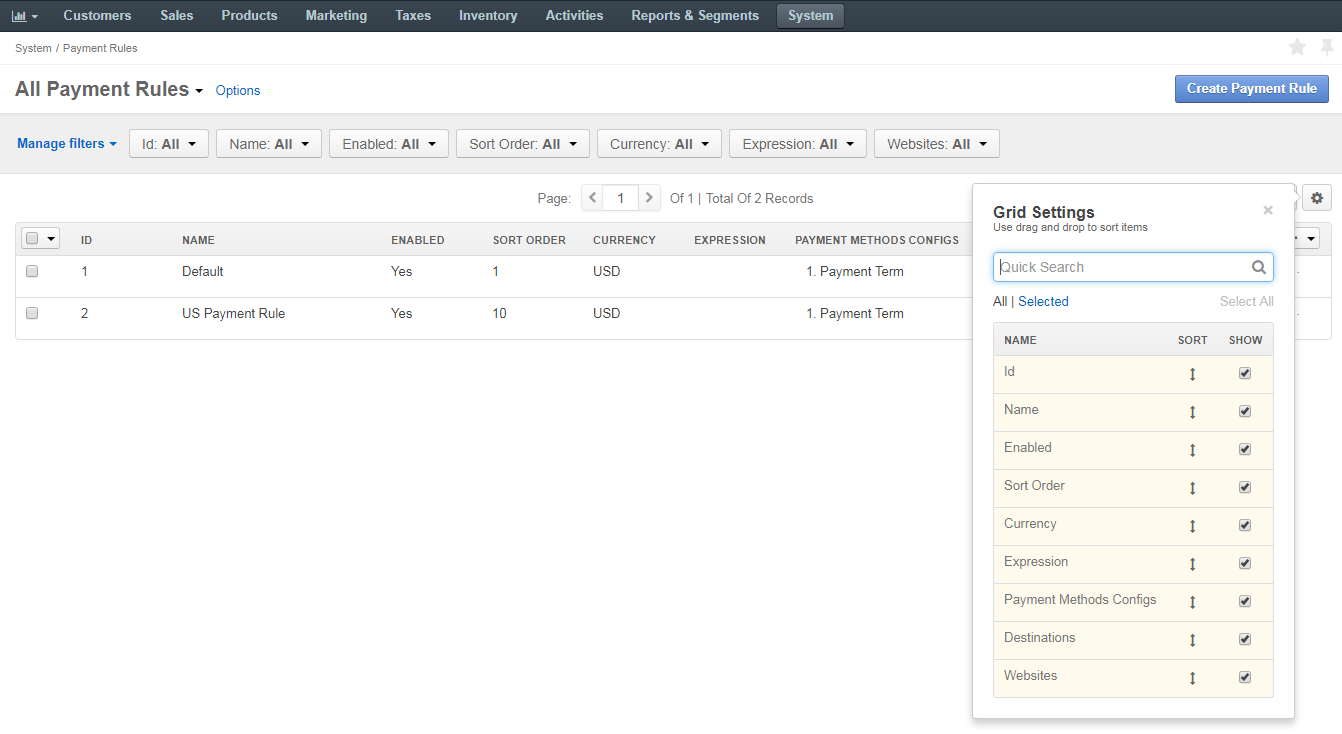 Customers Sales Products Marketing Taxes Inventory Activities Reports & Segments System
System / Payment Rules
All Payment Rules Options Create Payment Rule
Manage filters Id: All Name: All Enabled: All Sort Order: All Currency: All Expression: All Websites: All
Page: 1 Of 1 | Total Of 2 Records
ID NAME ENABLED SORT ORDER CURRENCY EXPRESSION PAYMENT METHODS CONFIGS
1 Default Yes 1 USD 1. Payment Term
2 US Payment Rule Yes 10 USD 1. Payment Term
Grid Settings ×
Use drag and drop to sort items
Quick Search
All | Selected Select All
NAME SORT SHOW
Id
Name
Enabled
Sort Order
Currency
Expression
Payment Methods Configs
Destinations
Websites